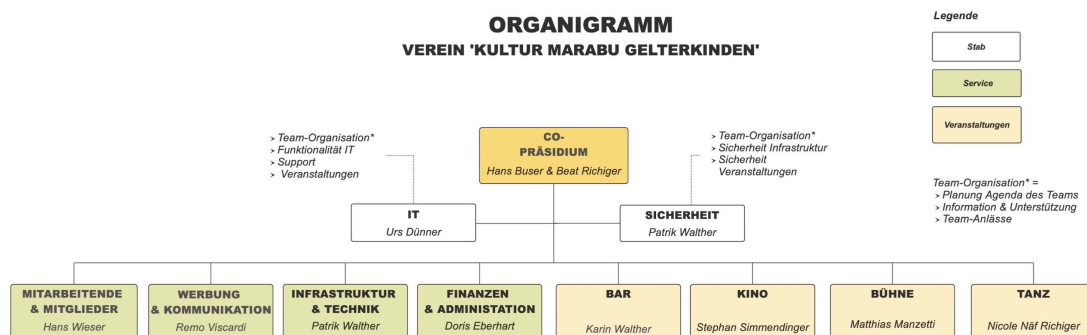 ORGANIGRAMM
VEREIN 'KULTUR MARABU GELTERKINDEN'
Legende
Stab
Service
Veranstaltungen
> Team-Organisation*
> Funktionalität IT
> Support
> Veranstaltungen
CO-
PRÄSIDIUM
Hans Buser & Beat Richiger
> Team-Organisation*
> Sicherheit Infrastruktur
> Sicherheit
Veranstaltungen
Team-Organisation* =
> Planung Agenda des Teams
> Information & Unterstützung
> Team-Anlässe
IT
Urs Dünner
SICHERHEIT
Patrik Walther
MITARBEITENDE
& MITGLIEDER
Hans Wieser
WERBUNG
& KOMMUNIKATION
Remo Viscardi
INFRASTRUKTUR
& TECHNIK
Patrik Walther
FINANZEN
& ADMINISTATION
Doris Eberhart
BAR
Karin Walther
KINO
Stephan Simmendinger
BÜHNE
Matthias Manzetti
TANZ
Nicole Näf Richiger